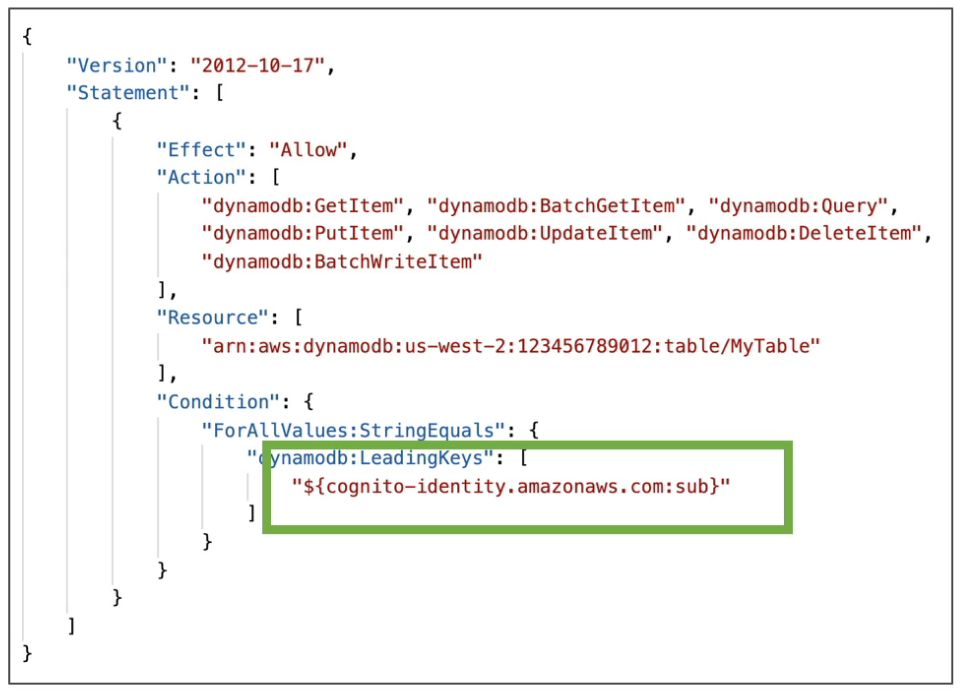 {
"Version": "2012-10-17",
"Statement": [
{
"Effect": "Allow",
"Action": [
"dynamodb:GetItem", "dynamodb:BatchGetItem", "dynamodb:Query",
"dynamodb:PutItem", "dynamodb:UpdateItem", "dynamodb:DeleteItem",
"dynamodb:BatchWriteItem"
],
"Resource": [
"arn:aws:dynamodb:us-west-2:123456789012:table/MyTable"
],
"Condition": {
"ForAllValues:StringEquals": {
"dynamodb:LeadingKeys": [
"${cognito-identity.amazonaws.com:sub}"
]
}
}
}
]
}